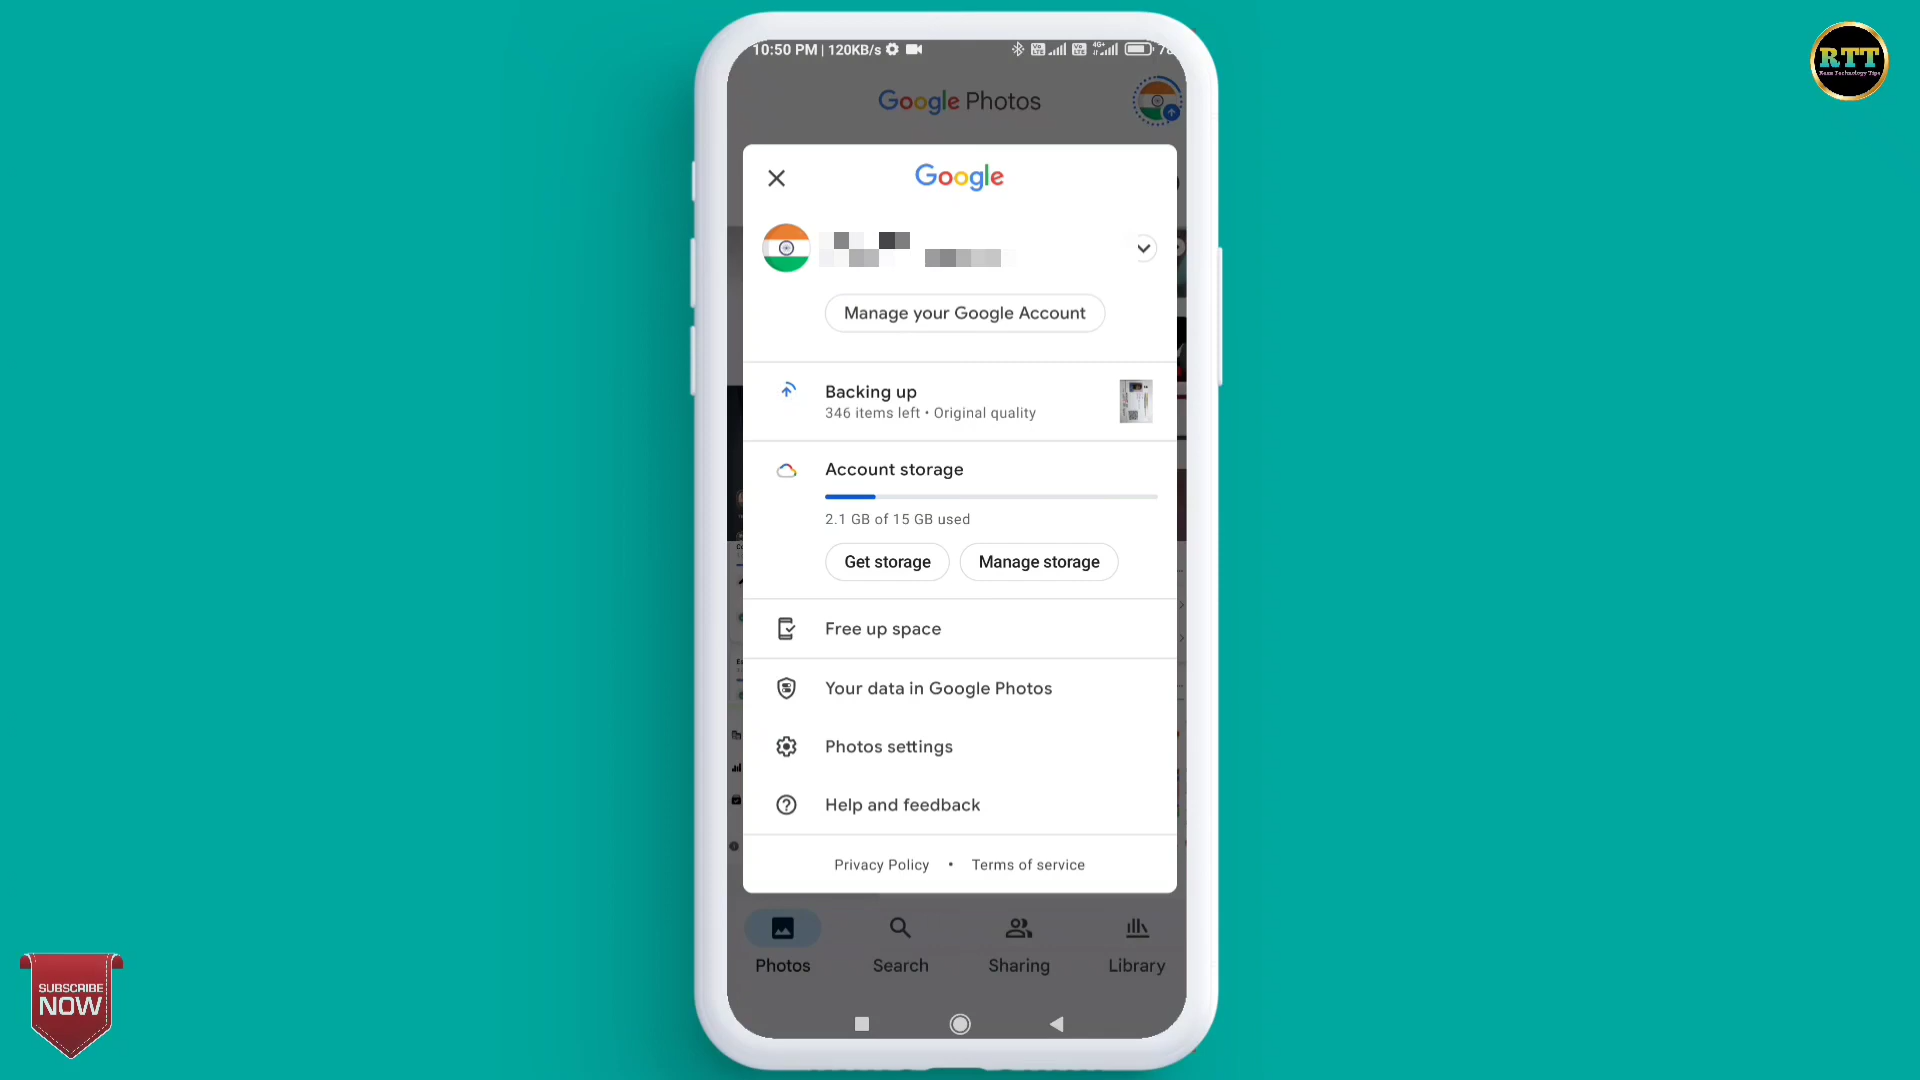 10:50 PM | 120KB/s
RTT
Google Photos
Google
Manage your Google Account
Backing up
346 items left • Original quality
Account storage
2.1 GB of 15 GB used
Get storage
Manage storage
Free up space
Your data in Google Photos
Photos settings
Help and feedback
Privacy Policy • Terms of service
Photos
Search
Sharing
Library
SUBSCRIBE
NOW